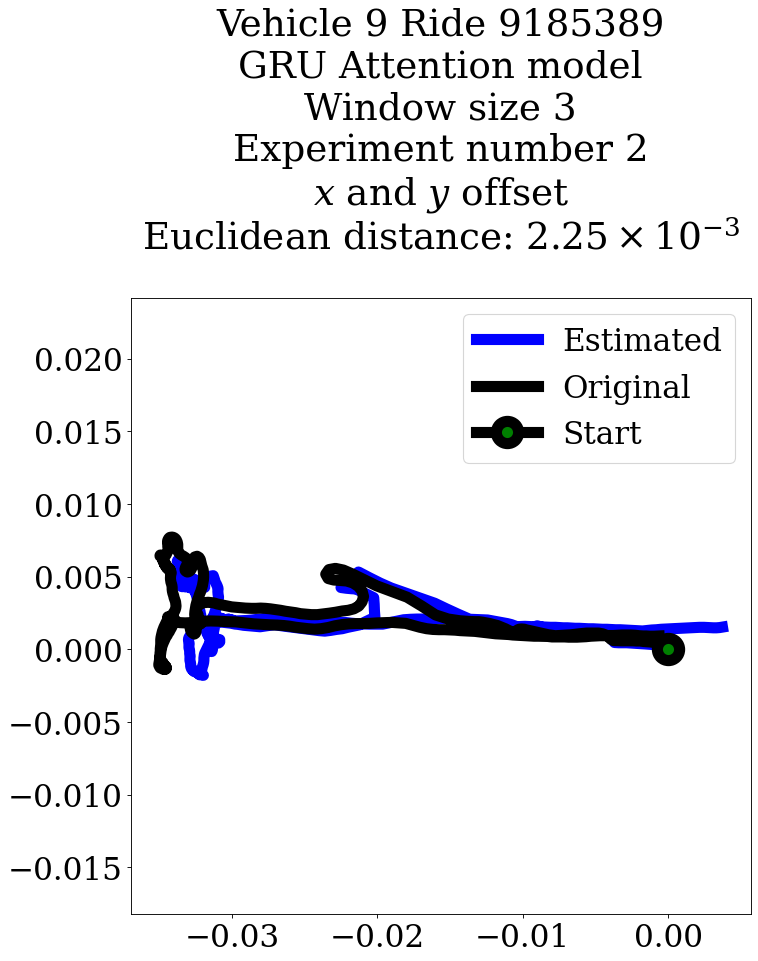 Vehicle 9 Ride 9185389
GRU Attention model
Window size 3
Experiment number 2
x and y offset
Euclidean distance: 2.25 × 10⁻³
Estimated
Original
Start
0.020
0.015
0.010
0.005
0.000
−0.005
−0.010
−0.015
−0.03 −0.02 −0.01 0.00